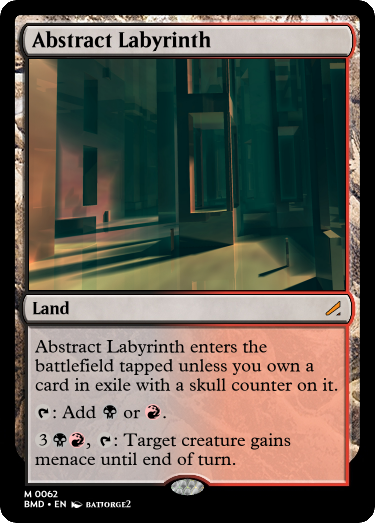 Abstract Labyrinth
Land
Abstract Labyrinth enters the
battlefield tapped unless you own a
card in exile with a skull counter on it.
: Add or .
3 , : Target creature gains
menace until end of turn.
M 0062
BMD • EN BATJORGE2